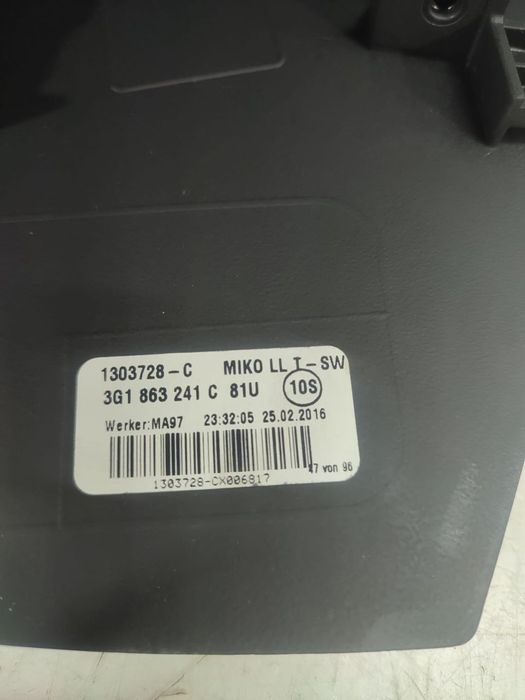 1303728-C MIKO LL T-SW
3G1 863 241 C 81U 10S
Werker:MA97 23:32:05 25.02.2016
47 von 96
1303728-CX006817